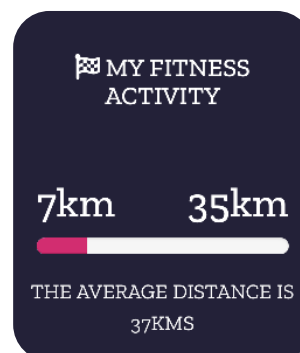 MY FITNESS
ACTIVITY
7km 35km
THE AVERAGE DISTANCE IS
37KMS